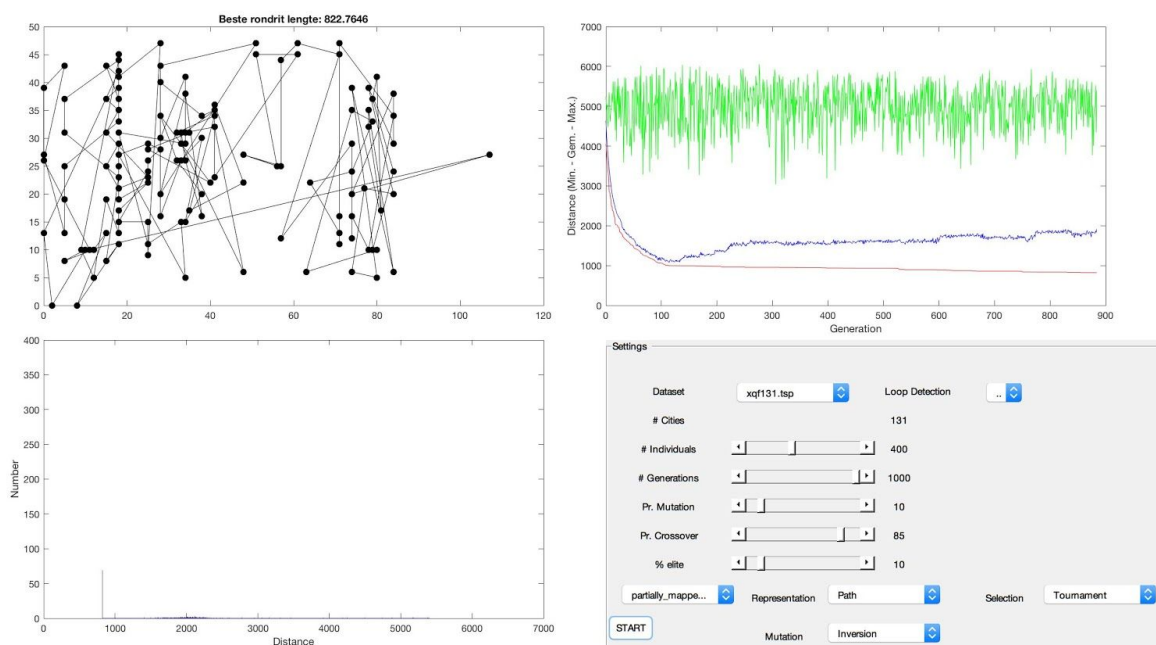 Beste rondrit lengte: 822.7646
50
45
40
35
30
25
20
15
10
5
0
0 20 40 60 80 100 120
Distance (Min. - Gem. - Max.)
7000
6000
5000
4000
3000
2000
1000
0
0 100 200 300 400 500 600 700 800 900
Generation
Number
400
350
300
250
200
150
100
50
0
0 1000 2000 3000 4000 5000 6000 7000
Distance
Settings
Dataset xqf131.tsp Loop Detection ..
# Cities 131
# Individuals 400
# Generations 1000
Pr. Mutation 10
Pr. Crossover 85
% elite 10
partially_mappe... Representation Path Selection Tournament
START
Mutation Inversion